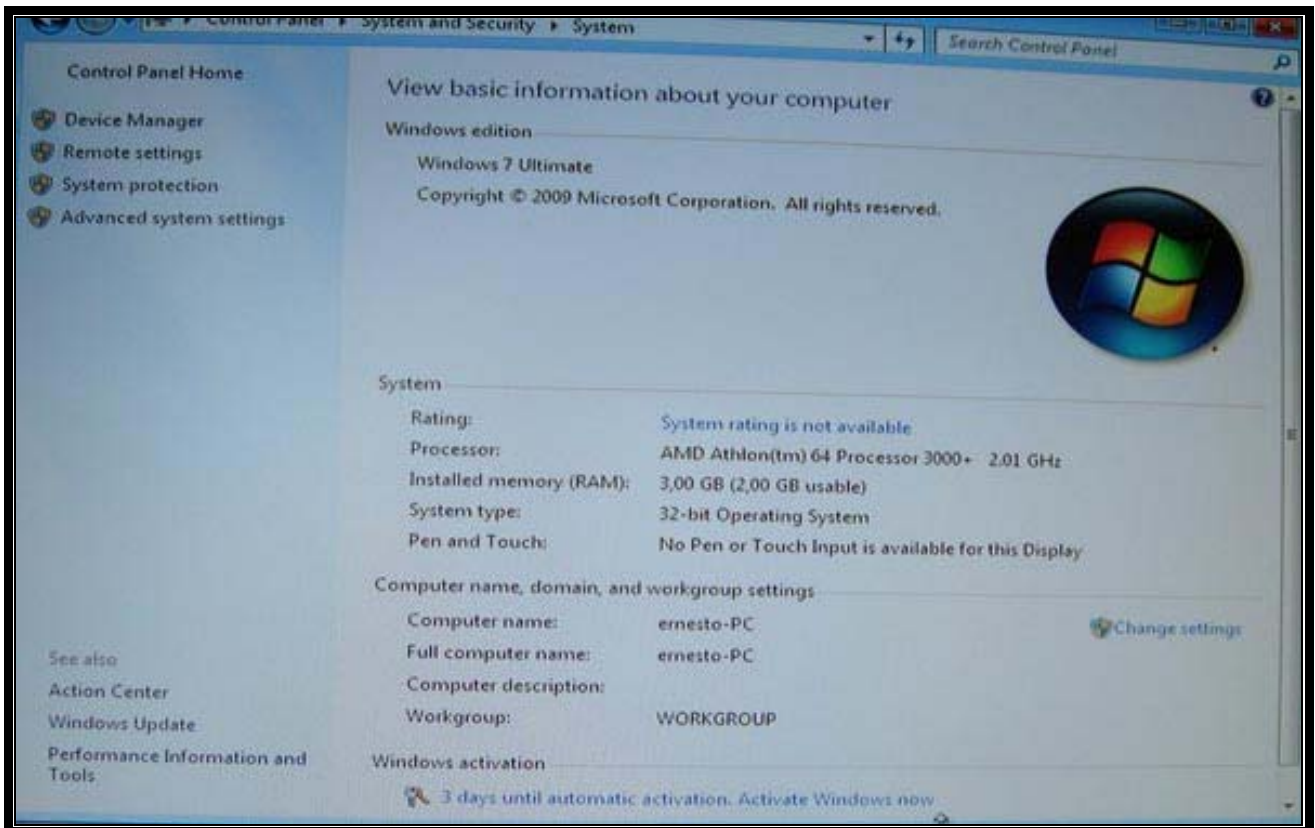 Control Panel
System and Security
System
Search Control Panel
Control Panel Home
Device Manager
Remote settings
System protection
Advanced system settings
See also
Action Center
Windows Update
Performance Information and
Tools
View basic information about your computer
Windows edition
Windows 7 Ultimate
Copyright © 2009 Microsoft Corporation. All rights reserved.
System
Rating: System rating is not available
Processor: AMD Athlon(tm) 64 Processor 3000+ 2.01 GHz
Installed memory (RAM): 3,00 GB (2,00 GB usable)
System type: 32-bit Operating System
Pen and Touch: No Pen or Touch Input is available for this Display
Computer name, domain, and workgroup settings
Computer name: ernesto-PC
Change settings
Full computer name: ernesto-PC
Computer description:
Workgroup: WORKGROUP
Windows activation
3 days until automatic activation. Activate Windows now